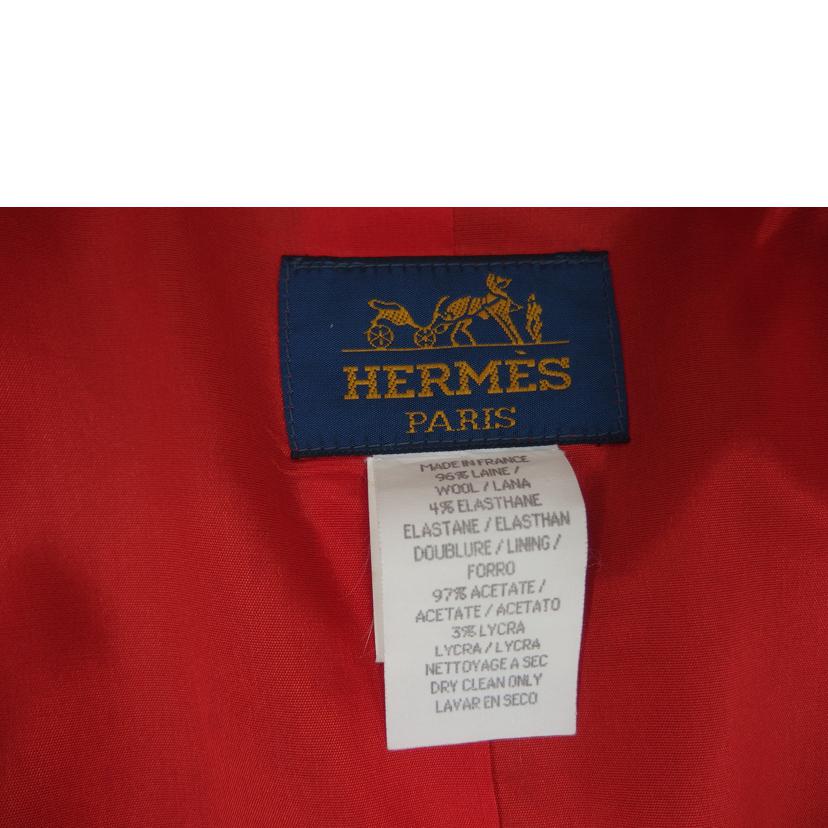 HERMÈS
PARIS
MADE IN FRANCE
96% LAINE /
WOOL / LANA
4% ELASTHANE
ELASTANE / ELASTHAN
DOUBLURE / LINING /
FORRO
97% ACETATE /
ACETATE / ACETATO
3% LYCRA
LYCRA / LYCRA
NETTOYAGE A SEC
DRY CLEAN ONLY
LAVAR EN SECO